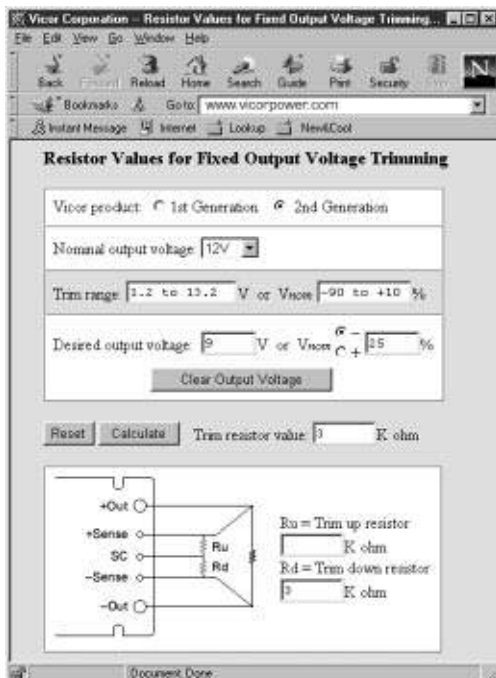 Vicor Corporation -- Resistor Values for Fixed Output Voltage Trimming...
File Edit View Go Window Help
Back Forward Reload Home Search Guide Print Security Stop N
Bookmarks Go to: www.vicorpower.com
Instant Message Internet Lookup New&Cool
Resistor Values for Fixed Output Voltage Trimming
Vicor product: 1st Generation 2nd Generation
Nominal output voltage: 12V
Trim range: 1.2 to 13.2 V or VNOM -90 to +10 %
Desired output voltage: 9 V or VNOM - + 25 %
Clear Output Voltage
Reset Calculate Trim resistor value: 3 K ohm
+Out
+Sense
SC
-Sense
-Out
Ru
Rd
Ru = Trim up resistor
K ohm
Rd = Trim down resistor
3 K ohm
Document Done